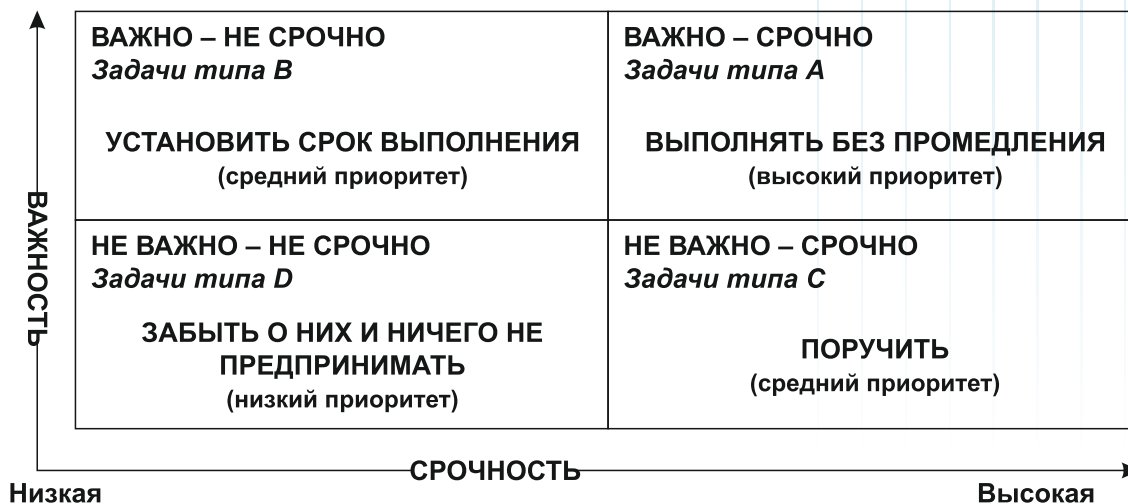 ВАЖНО – НЕ СРОЧНО
Задачи типа B
УСТАНОВИТЬ СРОК ВЫПОЛНЕНИЯ
(средний приоритет)
ВАЖНО – СРОЧНО
Задачи типа A
ВЫПОЛНЯТЬ БЕЗ ПРОМЕДЛЕНИЯ
(высокий приоритет)
НЕ ВАЖНО – НЕ СРОЧНО
Задачи типа D
ЗАБЫТЬ О НИХ И НИЧЕГО НЕ
ПРЕДПРИНИМАТЬ
(низкий приоритет)
НЕ ВАЖНО – СРОЧНО
Задачи типа C
ПОРУЧИТЬ
(средний приоритет)
ВАЖНОСТЬ
СРОЧНОСТЬ
Низкая
Высокая